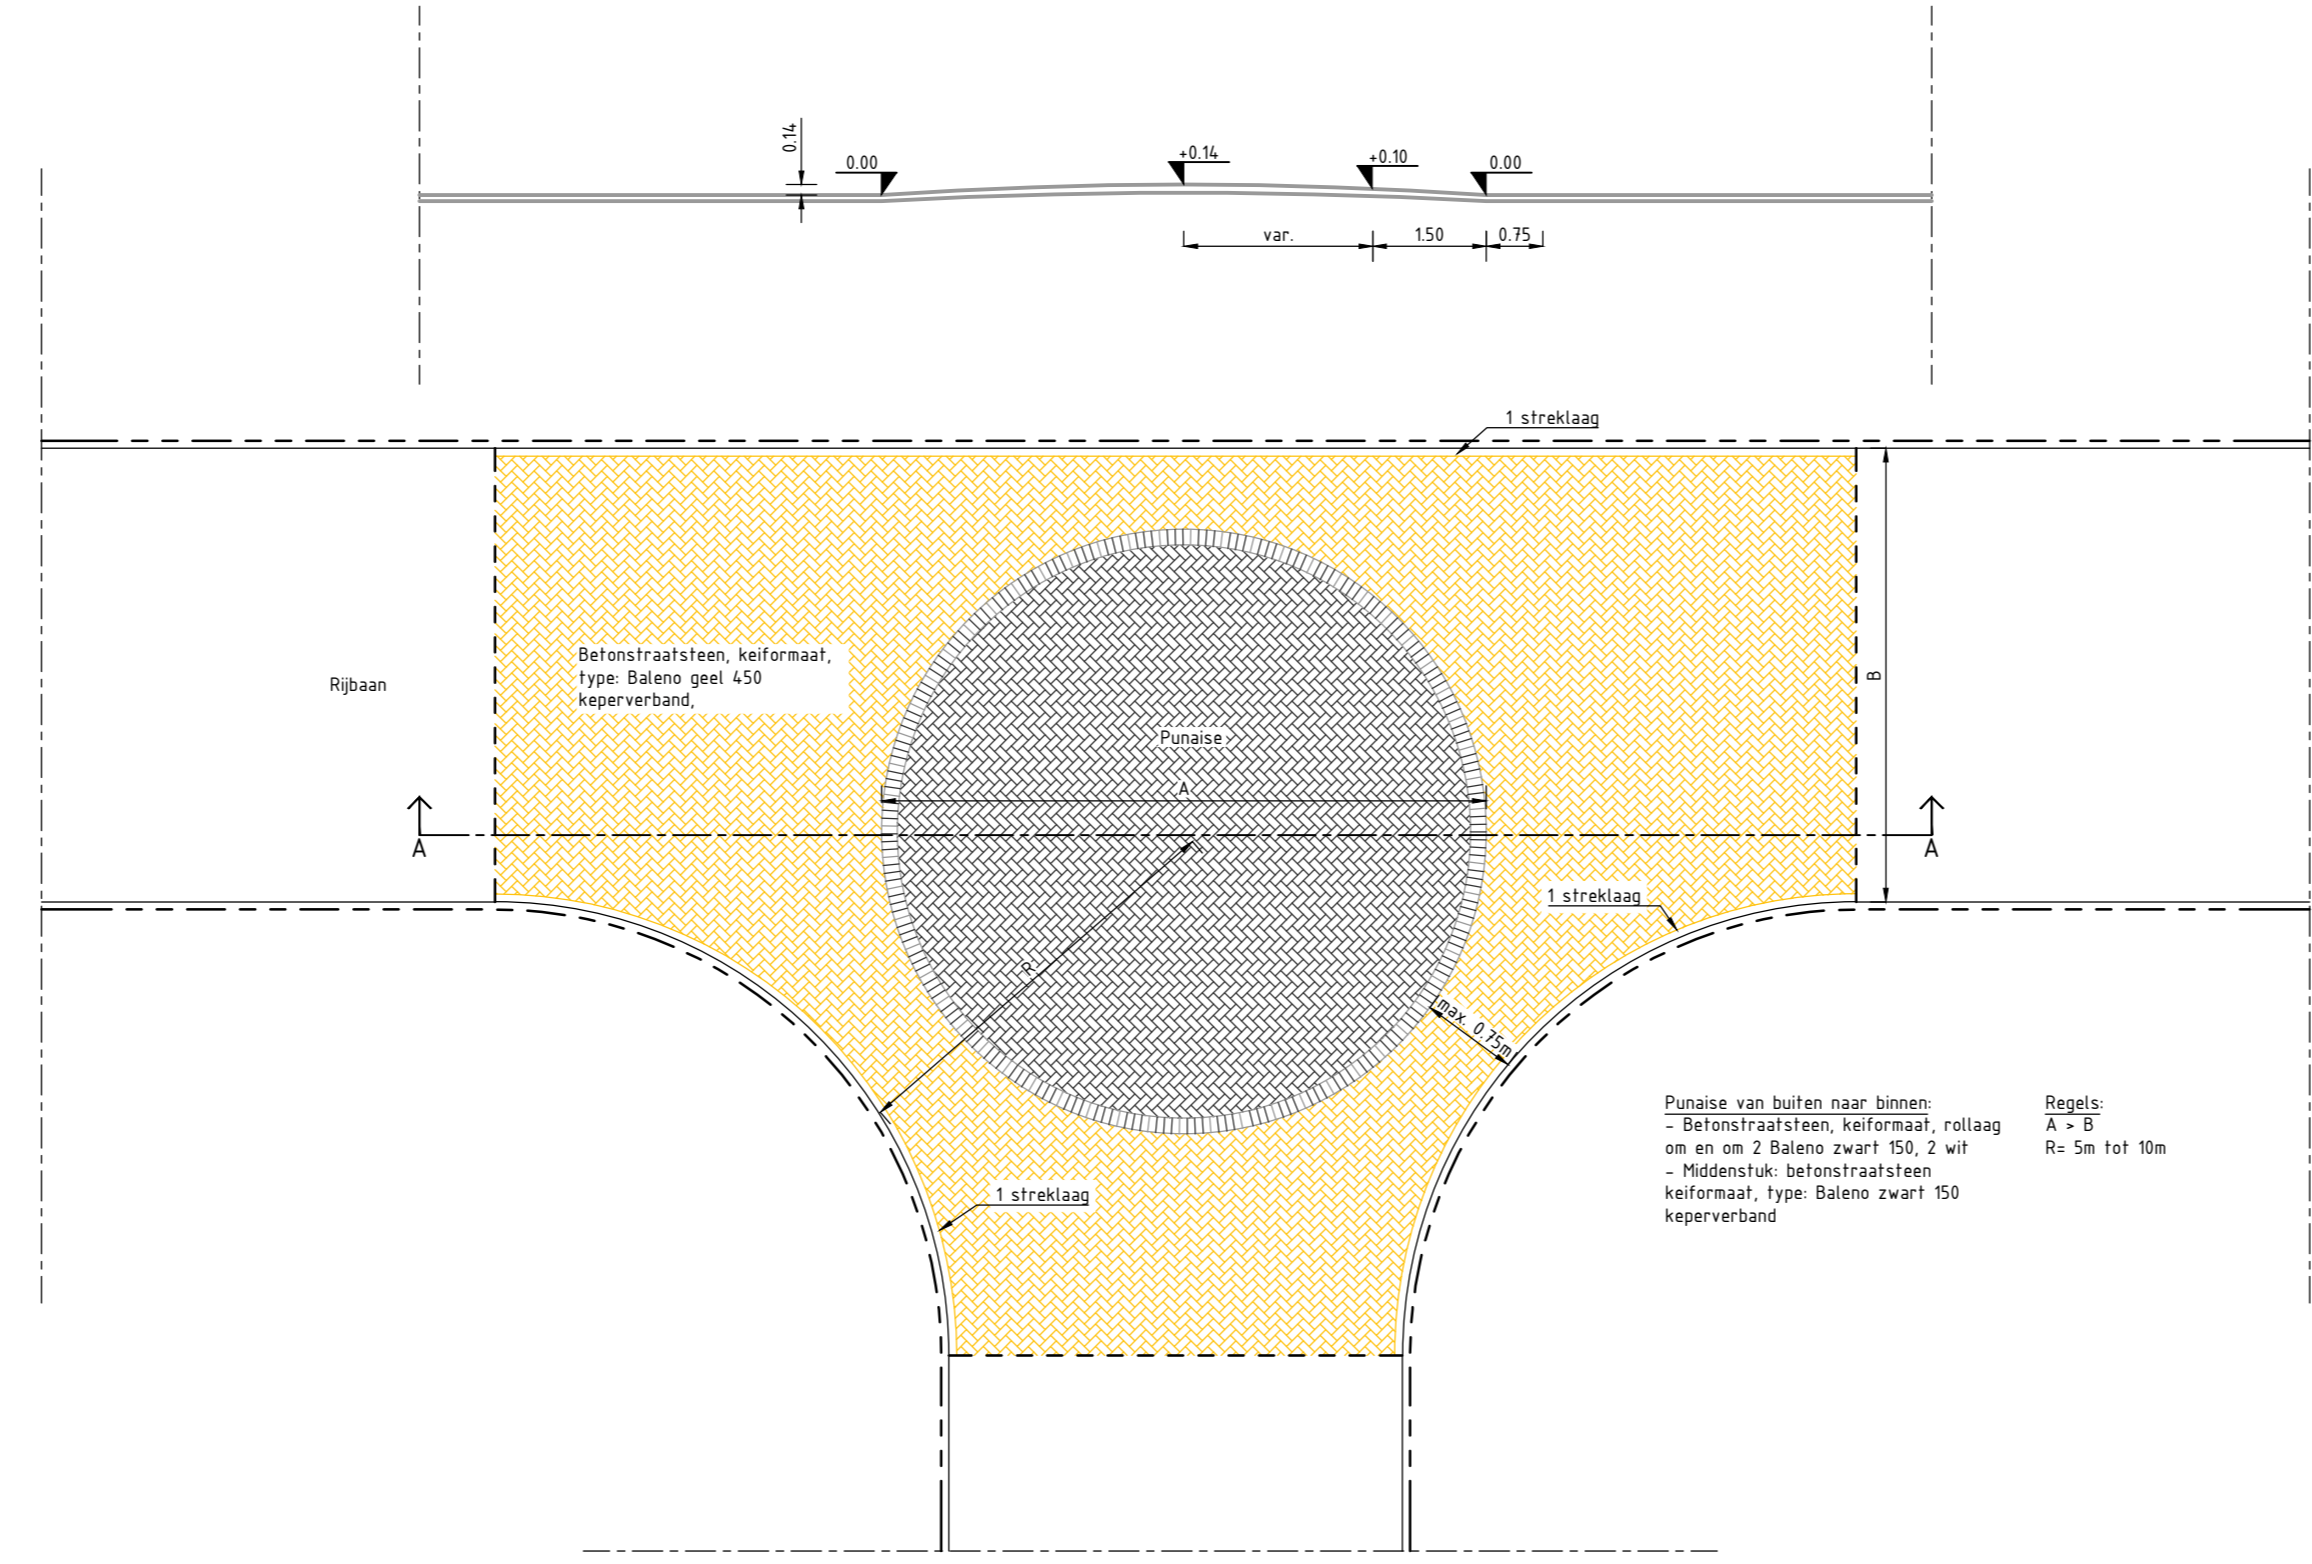 0.14
0.00
+0.14
+0.10
0.00
var.
1.50
0.75
1 streklaag
Betonstraatsteen, keiformaat,
type: Baleno geel 450
keperverband,
Rijbaan
B
Punaise
A
A
A
1 streklaag
R
max. 0.75m
1 streklaag
Punaise van buiten naar binnen:
- Betonstraatsteen, keiformaat, rollaag
om en om 2 Baleno zwart 150, 2 wit
- Middenstuk: betonstraatsteen
keiformaat, type: Baleno zwart 150
keperverband
Regels:
A > B
R= 5m tot 10m